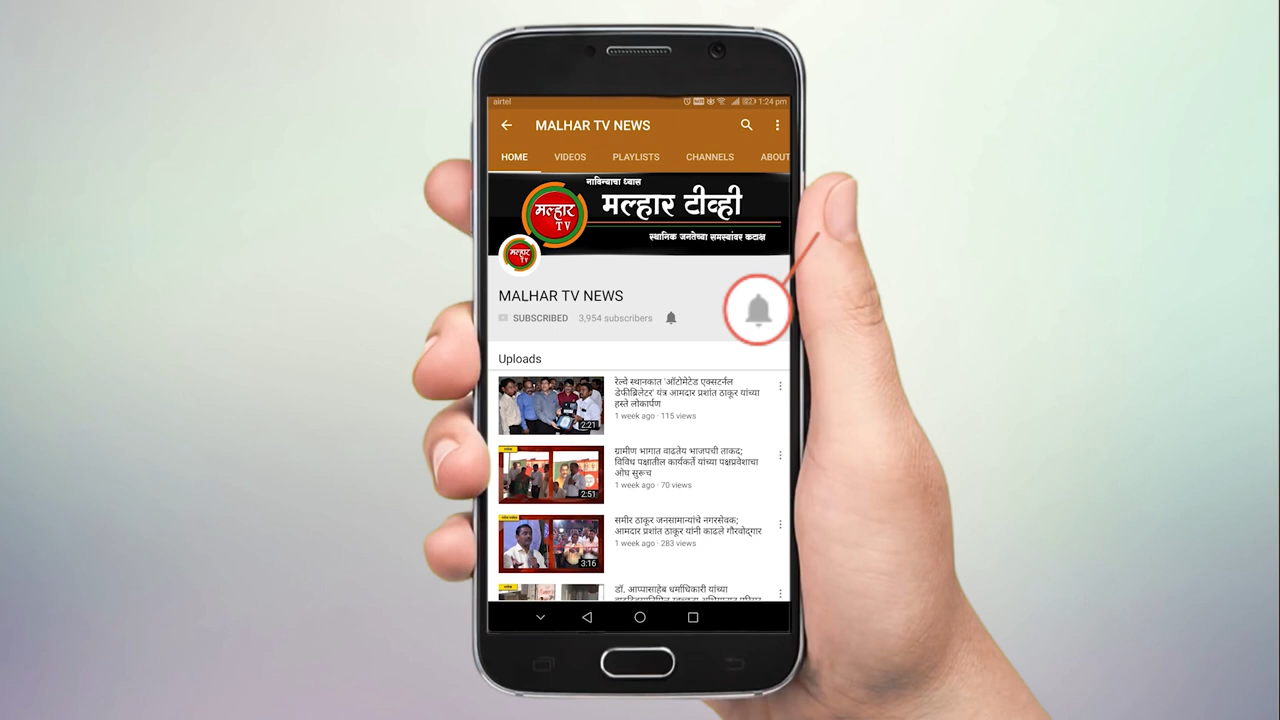 airtel
1:24 pm
MALHAR TV NEWS
HOME VIDEOS PLAYLISTS CHANNELS ABOUT
नाविन्याचा ध्यास
मल्हार टीव्ही
मल्हार
TV
स्थानिक जनतेच्या समस्यांवर कटाक्ष
मल्हार
TV
MALHAR TV NEWS
SUBSCRIBED 3,954 subscribers
Uploads
रेल्वे स्थानकात 'ऑटोमेटेड एक्सटर्नल
डेफीब्रिलेटर' यंत्र आमदार प्रशांत ठाकूर यांच्या
हस्ते लोकार्पण
1 week ago · 115 views
2:21
ग्रामीण भागात वाढतेय भाजपची ताकद;
विविध पक्षातील कार्यकर्ते यांच्या पक्षप्रवेशाचा
ओघ सुरूच
1 week ago · 70 views
2:51
समीर ठाकूर जनसामान्यांचे नगरसेवक;
आमदार प्रशांत ठाकूर यांनी काढले गौरवोद्गार
1 week ago · 283 views
3:16
डॉ. आप्पासाहेब धर्माधिकारी यांच्या